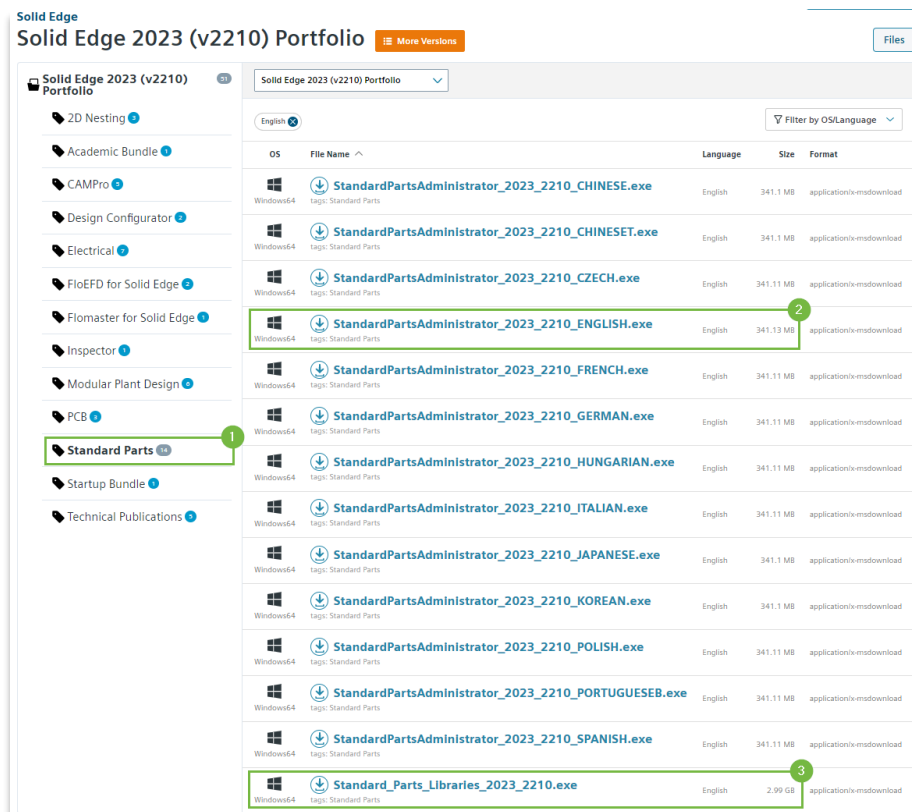 Solid Edge
Solid Edge 2023 (v2210) Portfolio More Versions
Files
Solid Edge 2023 (v2210) Portfolio 51
2D Nesting 3
Academic Bundle 1
CAMPro 5
Design Configurator 2
Electrical 7
FloEFD for Solid Edge 2
Flomaster for Solid Edge 1
Inspector 1
Modular Plant Design 6
PCB 3
1
Standard Parts 14
Startup Bundle 1
Technical Publications 5
Solid Edge 2023 (v2210) Portfolio
English
Filter by OS/Language
OS File Name Language Size Format
StandardPartsAdministrator_2023_2210_CHINESE.exe English 341.1 MB application/x-msdownload
Windows64 tags: Standard Parts
StandardPartsAdministrator_2023_2210_CHINESET.exe English 341.1 MB application/x-msdownload
Windows64 tags: Standard Parts
StandardPartsAdministrator_2023_2210_CZECH.exe English 341.11 MB application/x-msdownload
Windows64 tags: Standard Parts
2
StandardPartsAdministrator_2023_2210_ENGLISH.exe English 341.13 MB application/x-msdownload
Windows64 tags: Standard Parts
StandardPartsAdministrator_2023_2210_FRENCH.exe English 341.11 MB application/x-msdownload
Windows64 tags: Standard Parts
StandardPartsAdministrator_2023_2210_GERMAN.exe English 341.11 MB application/x-msdownload
Windows64 tags: Standard Parts
StandardPartsAdministrator_2023_2210_HUNGARIAN.exe English 341.11 MB application/x-msdownload
Windows64 tags: Standard Parts
StandardPartsAdministrator_2023_2210_ITALIAN.exe English 341.11 MB application/x-msdownload
Windows64 tags: Standard Parts
StandardPartsAdministrator_2023_2210_JAPANESE.exe English 341.1 MB application/x-msdownload
Windows64 tags: Standard Parts
StandardPartsAdministrator_2023_2210_KOREAN.exe English 341.1 MB application/x-msdownload
Windows64 tags: Standard Parts
StandardPartsAdministrator_2023_2210_POLISH.exe English 341.11 MB application/x-msdownload
Windows64 tags: Standard Parts
StandardPartsAdministrator_2023_2210_PORTUGUESEB.exe English 341.11 MB application/x-msdownload
Windows64 tags: Standard Parts
StandardPartsAdministrator_2023_2210_SPANISH.exe English 341.11 MB application/x-msdownload
Windows64 tags: Standard Parts
3
Standard_Parts_Libraries_2023_2210.exe English 2.99 GB application/x-msdownload
Windows64 tags: Standard Parts